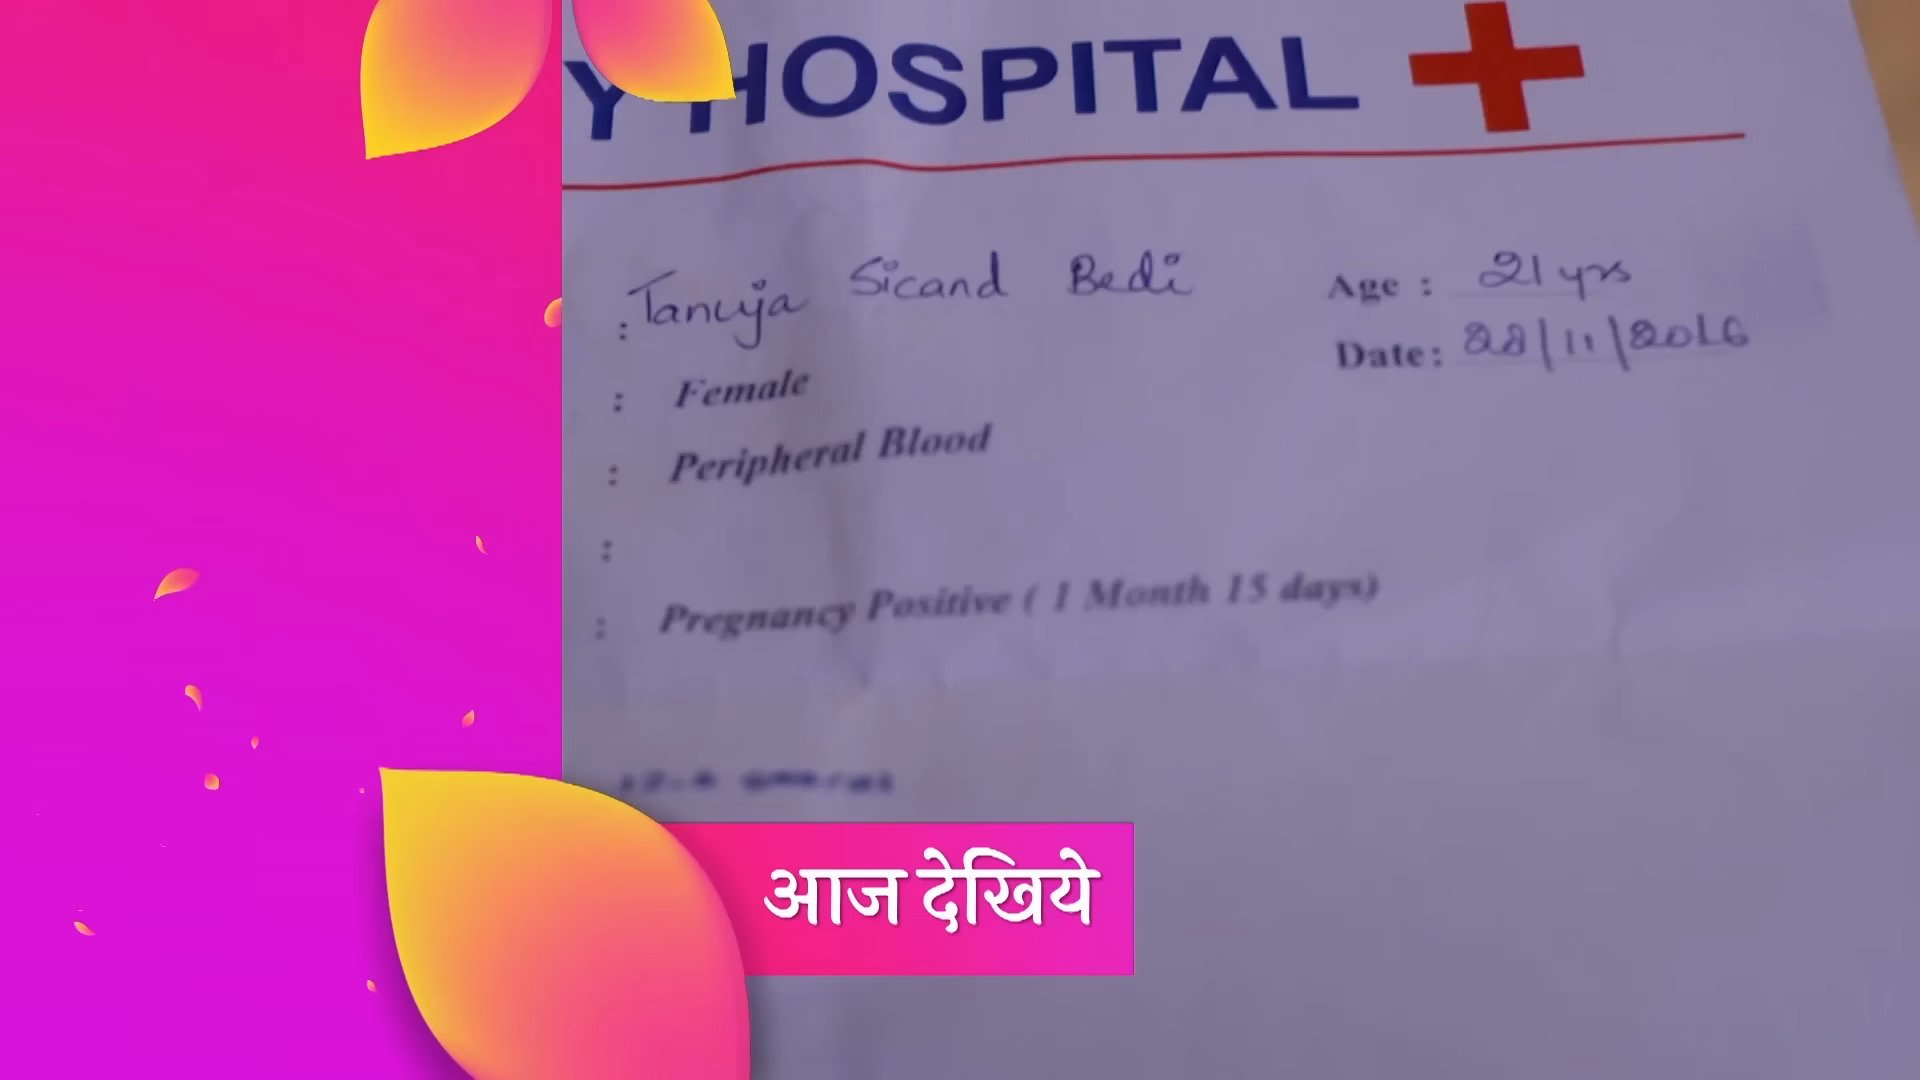 Y HOSPITAL
: Tanuja Sicand Bedi Age : 21 yrs
Date: 28/11/2016
: Female
: Peripheral Blood
:
: Pregnancy Positive ( 1 Month 15 days)
आज देखिये